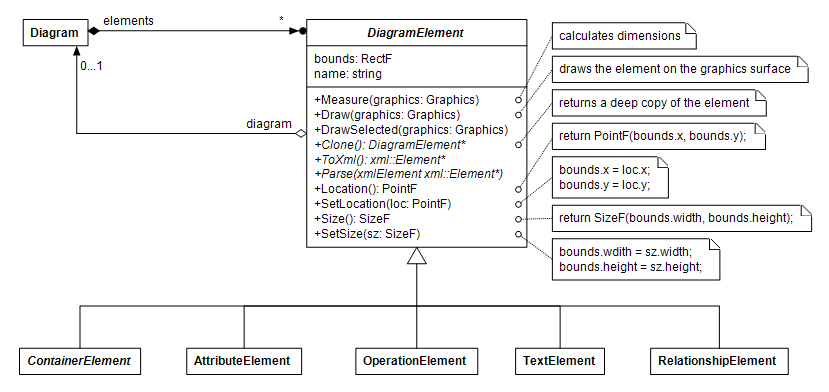 Diagram
elements
*
0...1
diagram
DiagramElement
bounds: RectF
name: string
+Measure(graphics: Graphics)
+Draw(graphics: Graphics)
+DrawSelected(graphics: Graphics)
+Clone(): DiagramElement*
+ToXml(): xml::Element*
+Parse(xmlElement xml::Element*)
+Location(): PointF
+SetLocation(loc: PointF)
+Size(): SizeF
+SetSize(sz: SizeF)
calculates dimensions
draws the element on the graphics surface
returns a deep copy of the element
return PointF(bounds.x, bounds.y);
bounds.x = loc.x;
bounds.y = loc.y;
return SizeF(bounds.width, bounds.height);
bounds.wdith = sz.width;
bounds.height = sz.height;
ContainerElement
AttributeElement
OperationElement
TextElement
RelationshipElement